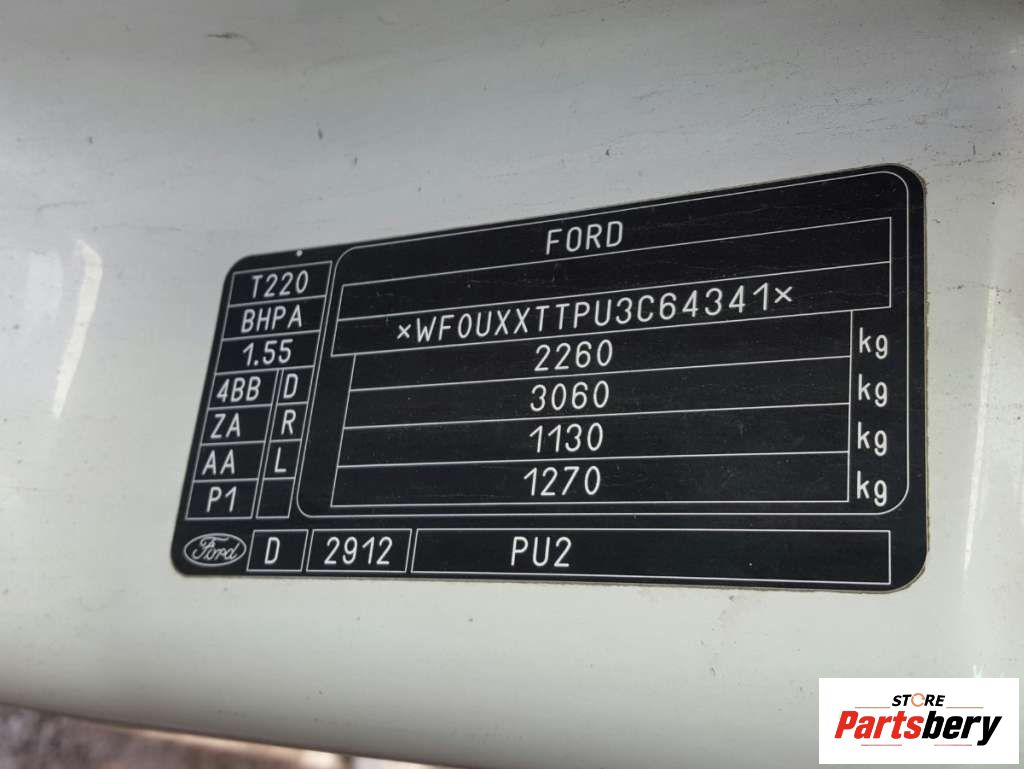 FORD
×WF0UXXTTPU3C64341×
2260 kg
3060 kg
1130 kg
1270 kg
T220
BHPA
1.55
4BB D
ZA R
AA L
P1
Ford D 2912 PU2
STORE
Partsbery